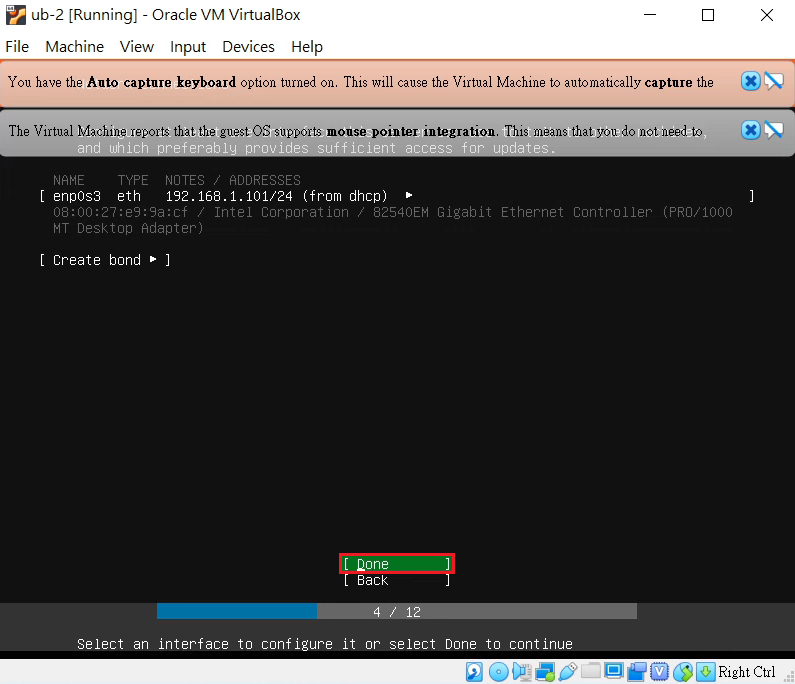 ub-2 [Running] - Oracle VM VirtualBox
File Machine View Input Devices Help
You have the Auto capture keyboard option turned on. This will cause the Virtual Machine to automatically capture the
The Virtual Machine reports that the guest OS supports mouse pointer integration. This means that you do not need to
and which preferably provides sufficient access for updates.
NAME TYPE NOTES / ADDRESSES
[ enp0s3 eth 192.168.1.101/24 (from dhcp) ▸ ]
08:00:27:e9:9a:cf / Intel Corporation / 82540EM Gigabit Ethernet Controller (PRO/1000
MT Desktop Adapter)
[ Create bond ▸ ]
[ Done ]
[ Back ]
4 / 12
Select an interface to configure it or select Done to continue
Right Ctrl